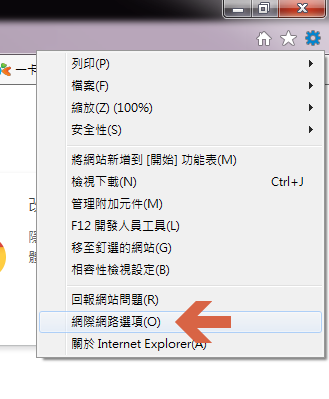 一卡
列印(P)
檔案(F)
縮放(Z) (100%)
安全性(S)
將網站新增到 [開始] 功能表(M)
檢視下載(N) Ctrl+J
管理附加元件(M)
F12 開發人員工具(L)
移至釘選的網站(G)
相容性檢視設定(B)
改
體
回報網站問題(R)
網際網路選項(O)
關於 Internet Explorer(A)